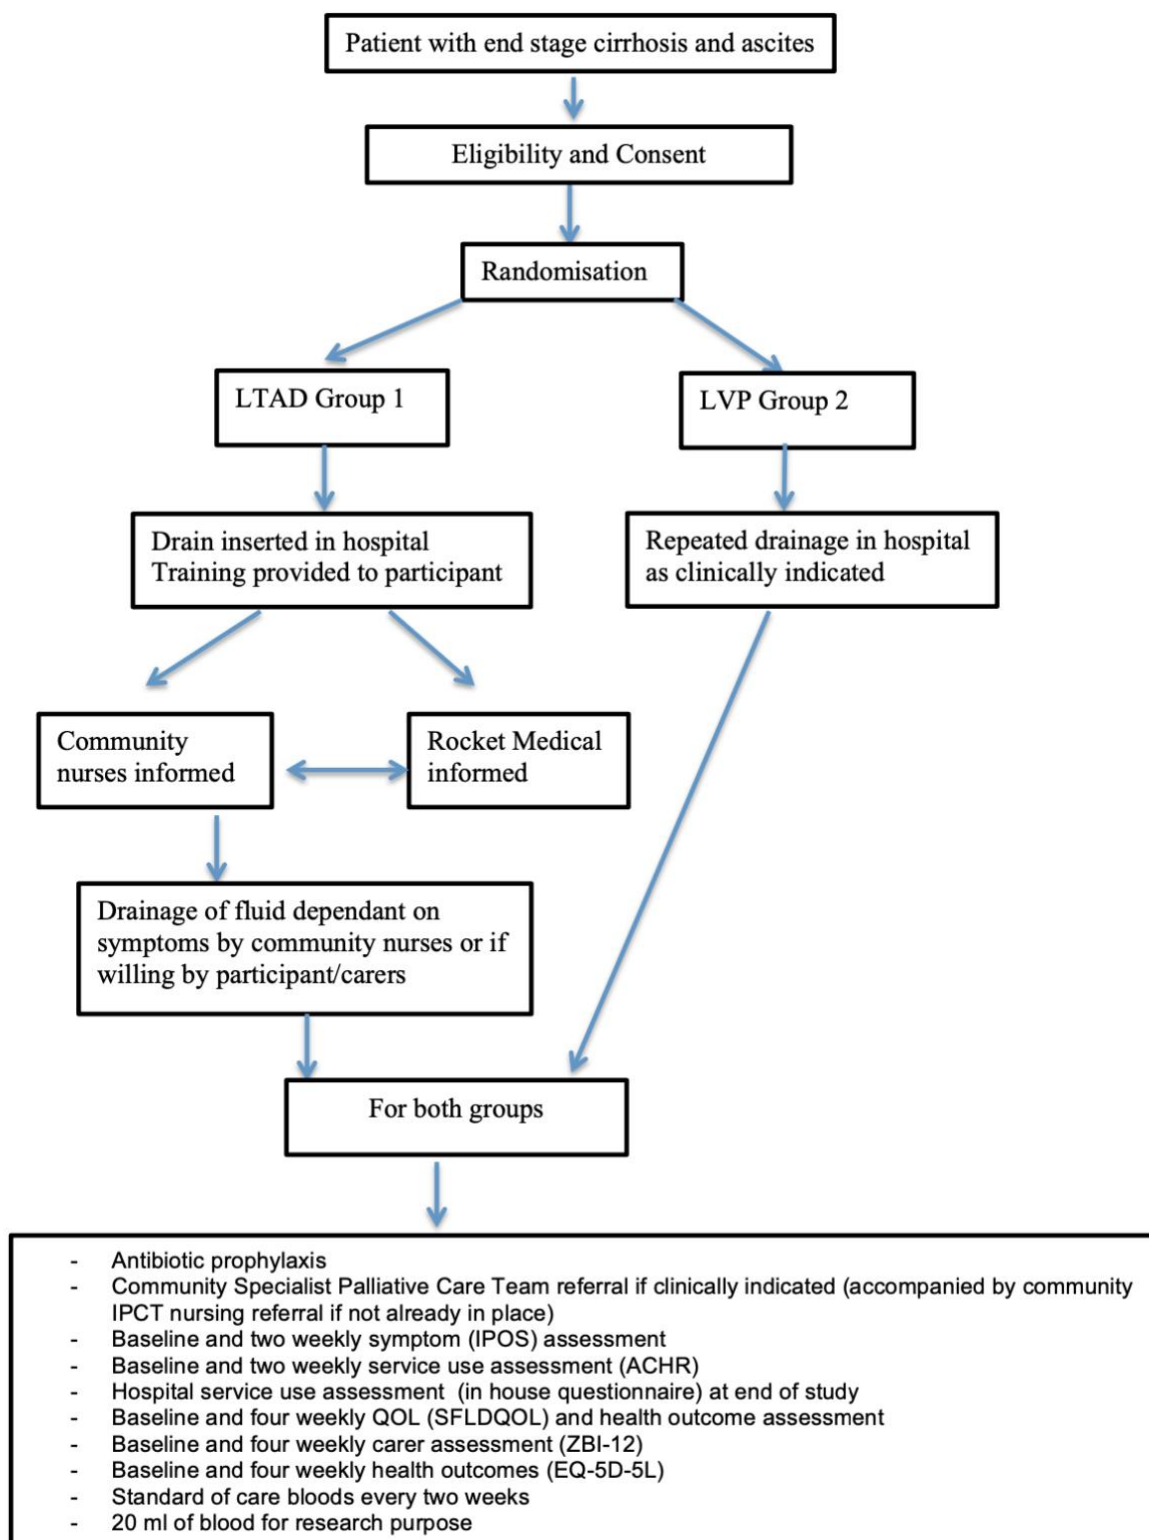 Patient with end stage cirrhosis and ascites
Eligibility and Consent
Randomisation
LTAD Group 1
LVP Group 2
Drain inserted in hospital
Training provided to participant
Repeated drainage in hospital
as clinically indicated
Community
nurses informed
Rocket Medical
informed
Drainage of fluid dependant on
symptoms by community nurses or if
willing by participant/carers
For both groups
- Antibiotic prophylaxis
- Community Specialist Palliative Care Team referral if clinically indicated (accompanied by community
IPCT nursing referral if not already in place)
- Baseline and two weekly symptom (IPOS) assessment
- Baseline and two weekly service use assessment (ACHR)
- Hospital service use assessment (in house questionnaire) at end of study
- Baseline and four weekly QOL (SFLDQOL) and health outcome assessment
- Baseline and four weekly carer assessment (ZBI-12)
- Baseline and four weekly health outcomes (EQ-5D-5L)
- Standard of care bloods every two weeks
- 20 ml of blood for research purpose